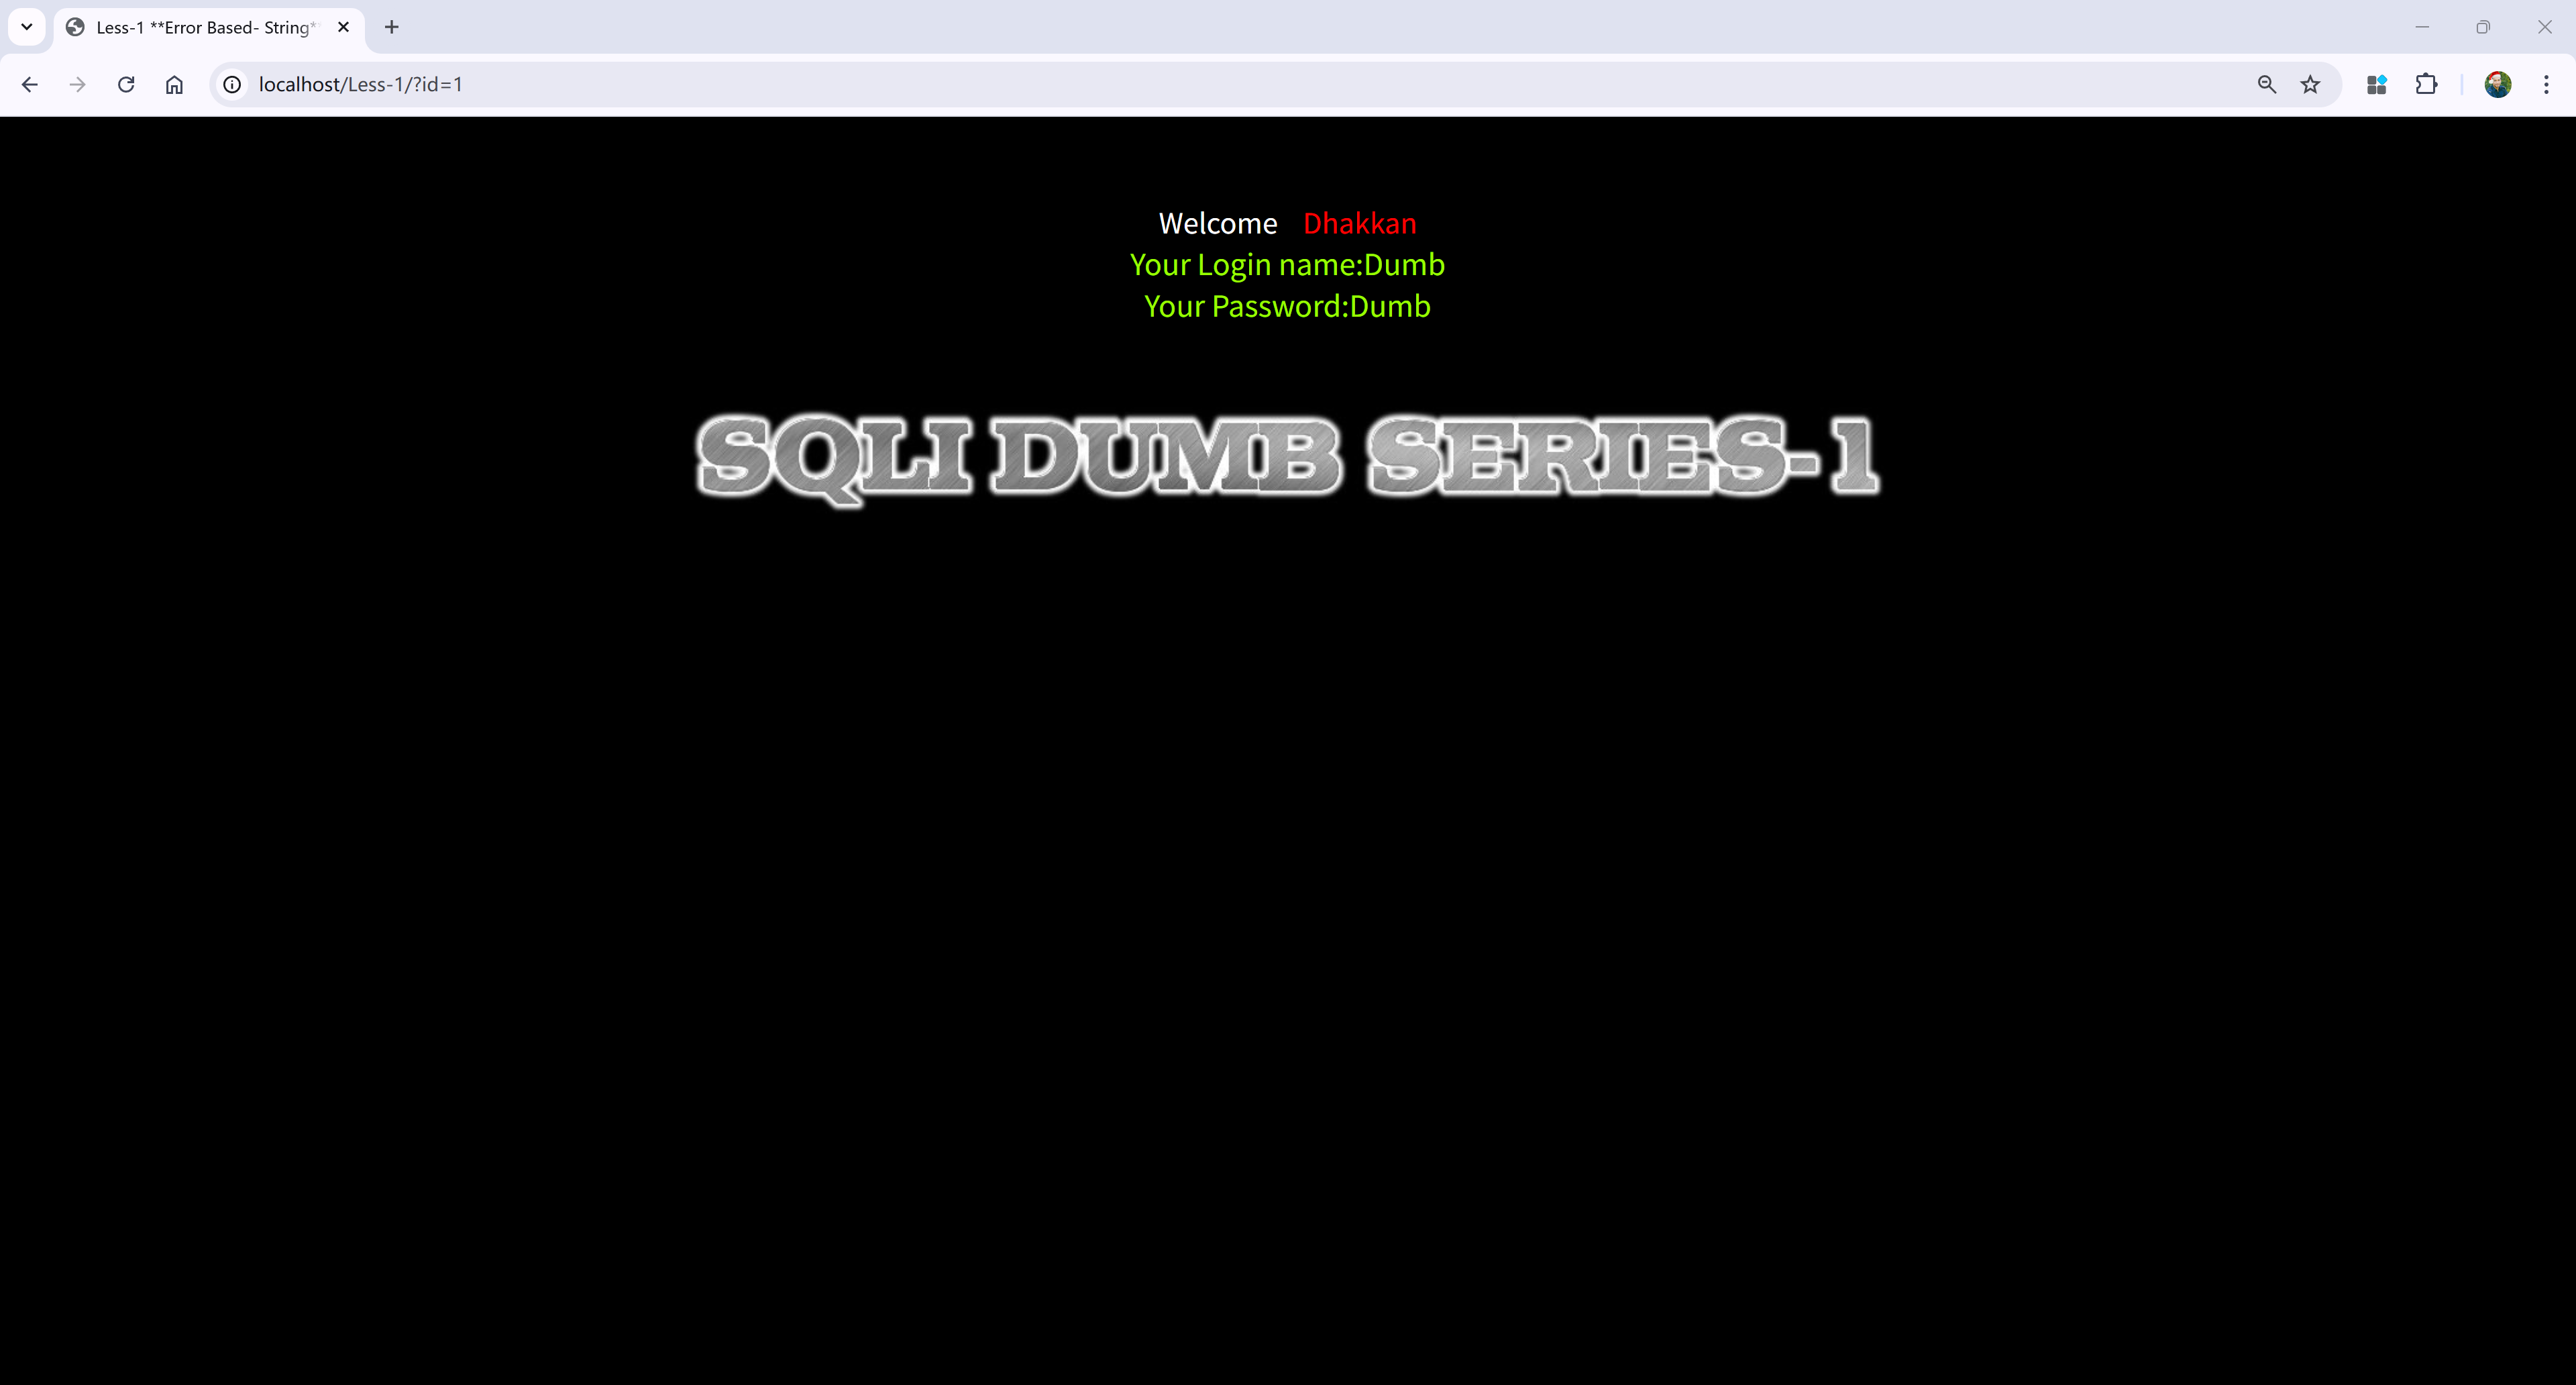 Less-1 **Error Based- String**
localhost/Less-1/?id=1
Welcome Dhakkan
Your Login name:Dumb
Your Password:Dumb
SQLI DUMB SERIES-1